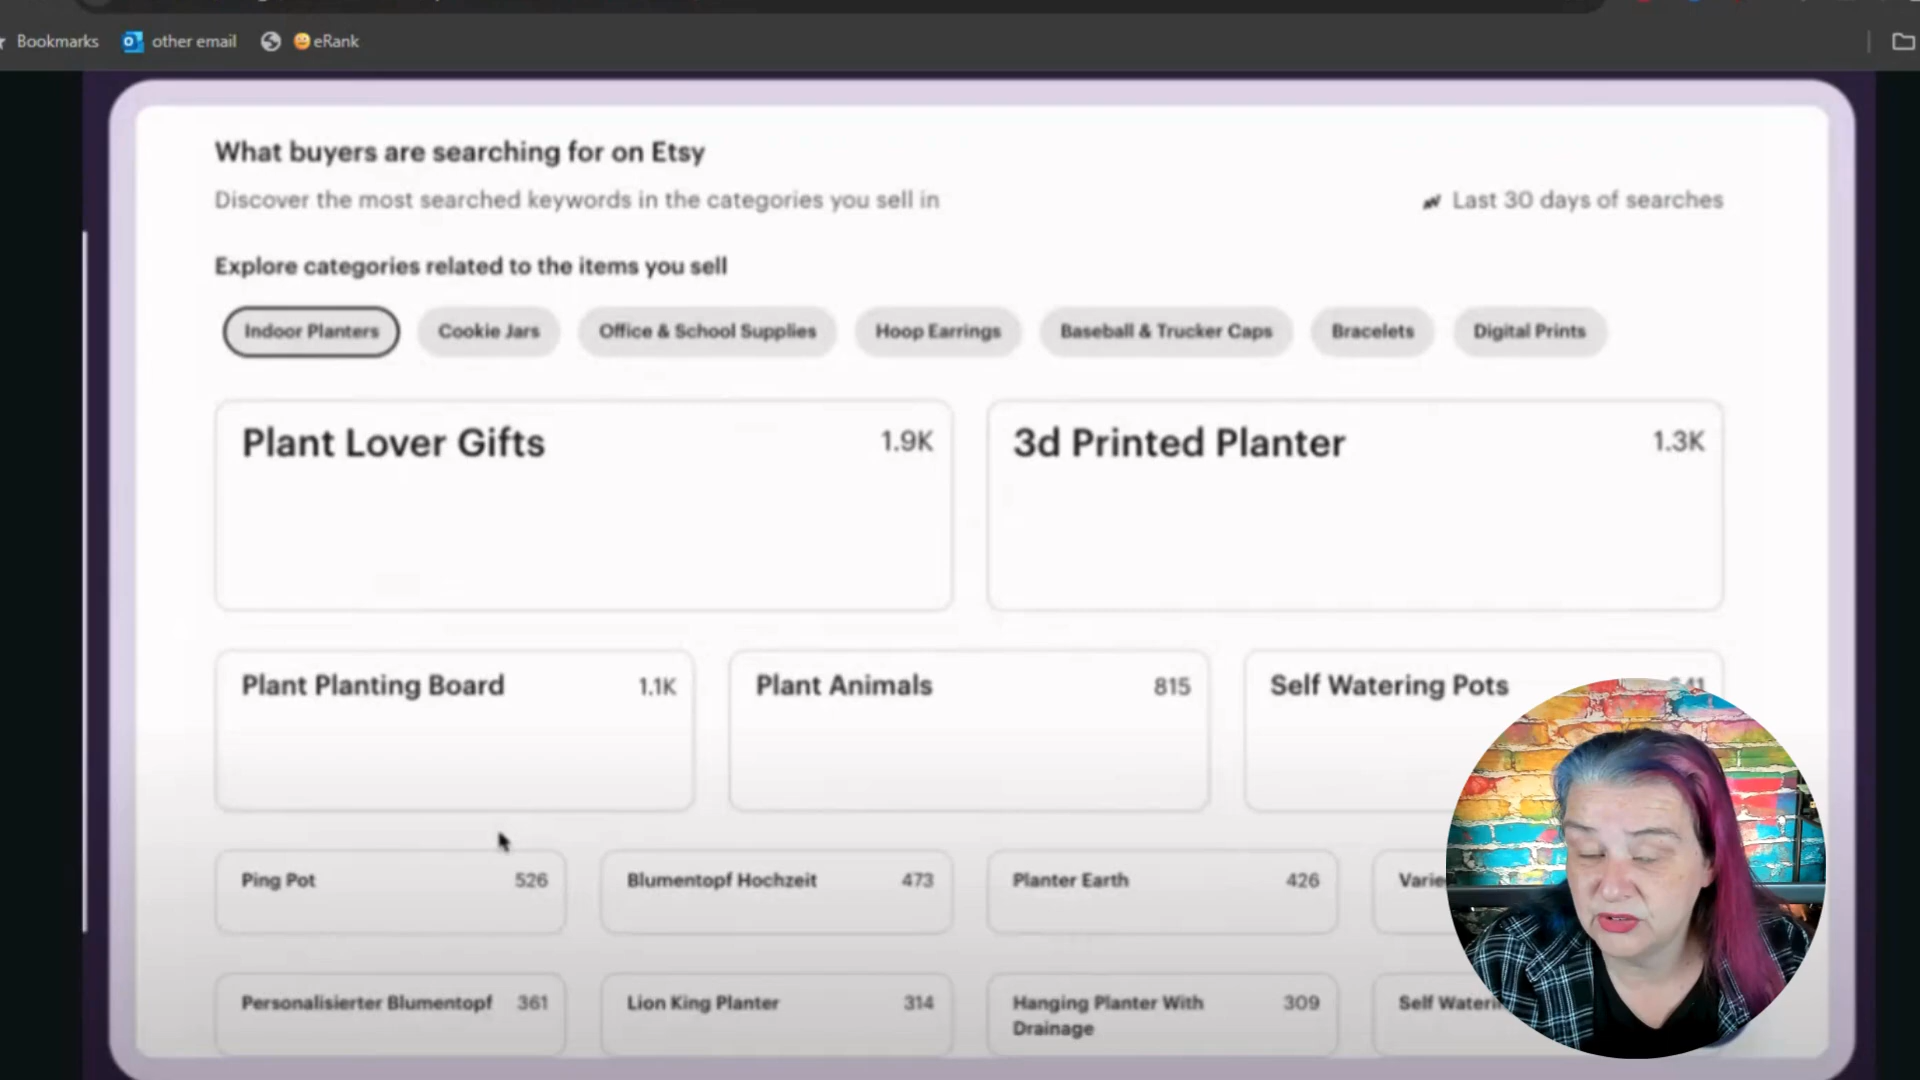 Bookmarks other email eRank
What buyers are searching for on Etsy
Discover the most searched keywords in the categories you sell in
Last 30 days of searches
Explore categories related to the items you sell
Indoor Planters
Cookie Jars
Office & School Supplies
Hoop Earrings
Baseball & Trucker Caps
Bracelets
Digital Prints
Plant Lover Gifts 1.9K
3d Printed Planter 1.3K
Plant Planting Board 1.1K
Plant Animals 815
Self Watering Pots
Ping Pot 526
Blumentopf Hochzeit 473
Planter Earth 426
Personalisierter Blumentopf 361
Lion King Planter 314
Hanging Planter With 309
Drainage
Self